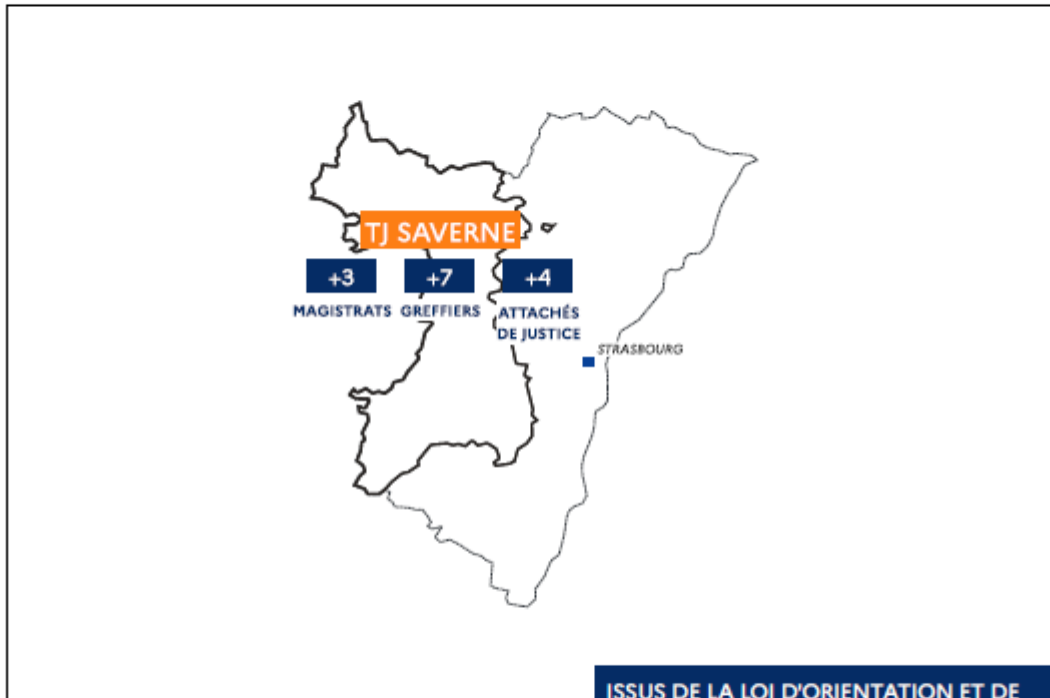 TJ SAVERNE
+3
MAGISTRATS
+7
GREFFIERS
+4
ATTACHÉS
DE JUSTICE
STRASBOURG
ISSUS DE LA LOI D'ORIENTATION ET DE